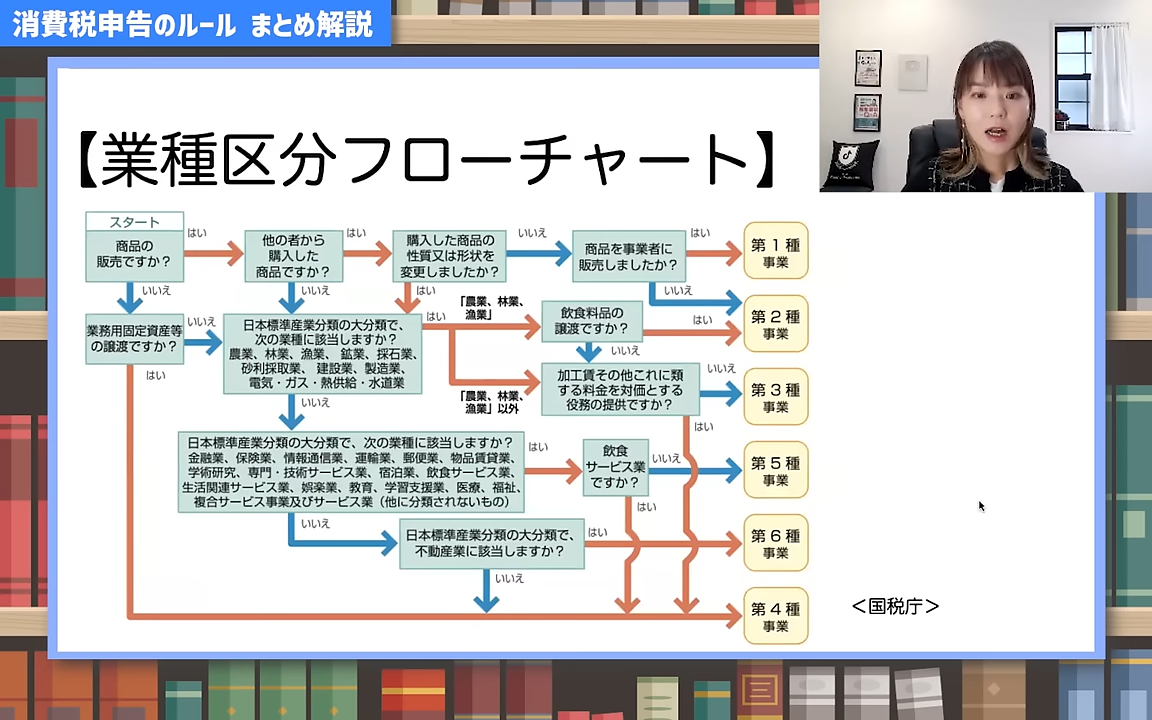 消費税申告のルール まとめ解説
【業種区分フローチャート】
スタート
商品の
販売ですか？
はい
他の者から
購入した
商品ですか？
はい
購入した商品の
性質又は形状を
変更しましたか？
いいえ
商品を事業者に
販売しましたか？
はい
第1種
事業
いいえ
いいえ
はい
いいえ
業務用固定資産等
の譲渡ですか？
いいえ
はい
日本標準産業分類の大分類で、
次の業種に該当しますか？
農業、林業、漁業、 鉱業、採石業、
砂利採取業、 建設業、製造業、
電気・ガス・熱供給・水道業
はい
「農業、林業、
漁業」
「農業、林業、
漁業」以外
飲食料品の
譲渡ですか？
はい
第2種
事業
いいえ
加工賃その他これに類
する料金を対価とする
役務の提供ですか？
いいえ
第3種
事業
はい
いいえ
日本標準産業分類の大分類で、次の業種に該当しますか？
金融業、保険業、情報通信業、運輸業、郵便業、物品賃貸業、
学術研究、専門・技術サービス業、宿泊業、飲食サービス業、
生活関連サービス業、娯楽業、教育、学習支援業、医療、福祉、
複合サービス事業及びサービス業（他に分類されないもの）
はい
飲食
サービス業
ですか？
いいえ
第5種
事業
はい
いいえ
日本標準産業分類の大分類で、
不動産業に該当しますか？
はい
第6種
事業
いいえ
第4種
事業
＜国税庁＞